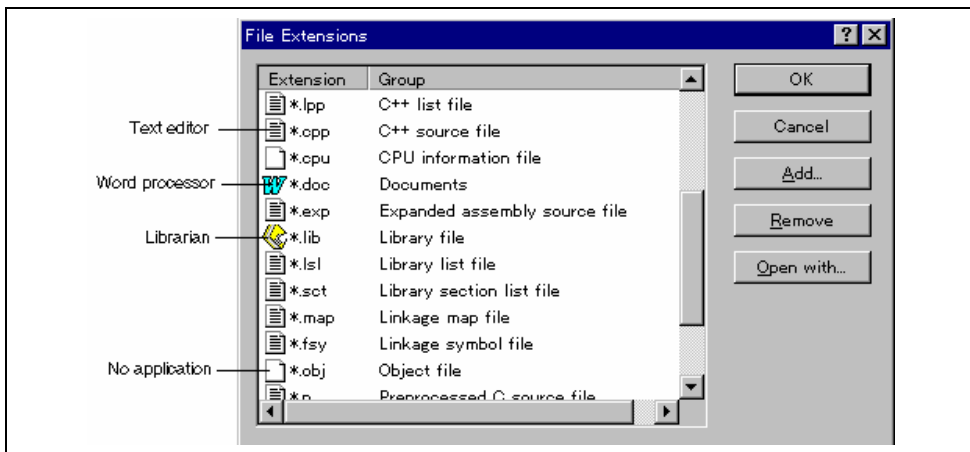 File Extensions
Extension Group
*.lpp C++ list file
*.cpp C++ source file
*.cpu CPU information file
*.doc Documents
*.exp Expanded assembly source file
*.lib Library file
*.lsl Library list file
*.sct Library section list file
*.map Linkage map file
*.fsy Linkage symbol file
*.obj Object file
*.p Preprocessed C source file
OK
Cancel
Add...
Remove
Open with...
Text editor
Word processor
Librarian
No application